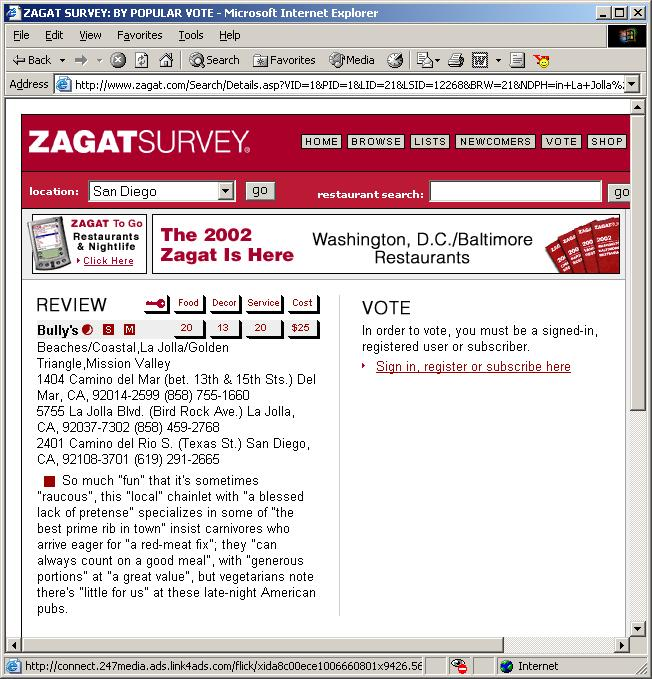 ZAGAT SURVEY: BY POPULAR VOTE - Microsoft Internet Explorer
File Edit View Favorites Tools Help
Back Search Favorites Media
Address http://www.zagat.com/Search/Details.asp?VID=1&PID=1&LID=21&LSID=12268&BRW=21&NDPH=in+La+Jolla%
ZAGATSURVEY®
HOME BROWSE LISTS NEWCOMERS VOTE SHOP
location: San Diego go restaurant search: go
ZAGAT To Go
Restaurants
& Nightlife
Click Here
The 2002
Zagat Is Here
Washington, D.C./Baltimore
Restaurants
REVIEW Food Decor Service Cost
Bully's S M 20 13 20 $25
Beaches/Coastal,La Jolla/Golden
Triangle,Mission Valley
1404 Camino del Mar (bet. 13th & 15th Sts.) Del
Mar, CA, 92014-2599 (858) 755-1660
5755 La Jolla Blvd. (Bird Rock Ave.) La Jolla,
CA, 92037-7302 (858) 459-2768
2401 Camino del Rio S. (Texas St.) San Diego,
CA, 92108-3701 (619) 291-2665
So much "fun" that it's sometimes
"raucous", this "local" chainlet with "a blessed
lack of pretense" specializes in some of "the
best prime rib in town" insist carnivores who
arrive eager for "a red-meat fix"; they "can
always count on a good meal", with "generous
portions" at "a great value", but vegetarians note
there's "little for us" at these late-night American
pubs.
VOTE
In order to vote, you must be a signed-in,
registered user or subscriber.
Sign in, register or subscribe here
http://connect.247media.ads.link4ads.com/flick/xida8c00ece1006660801x9426.56 Internet